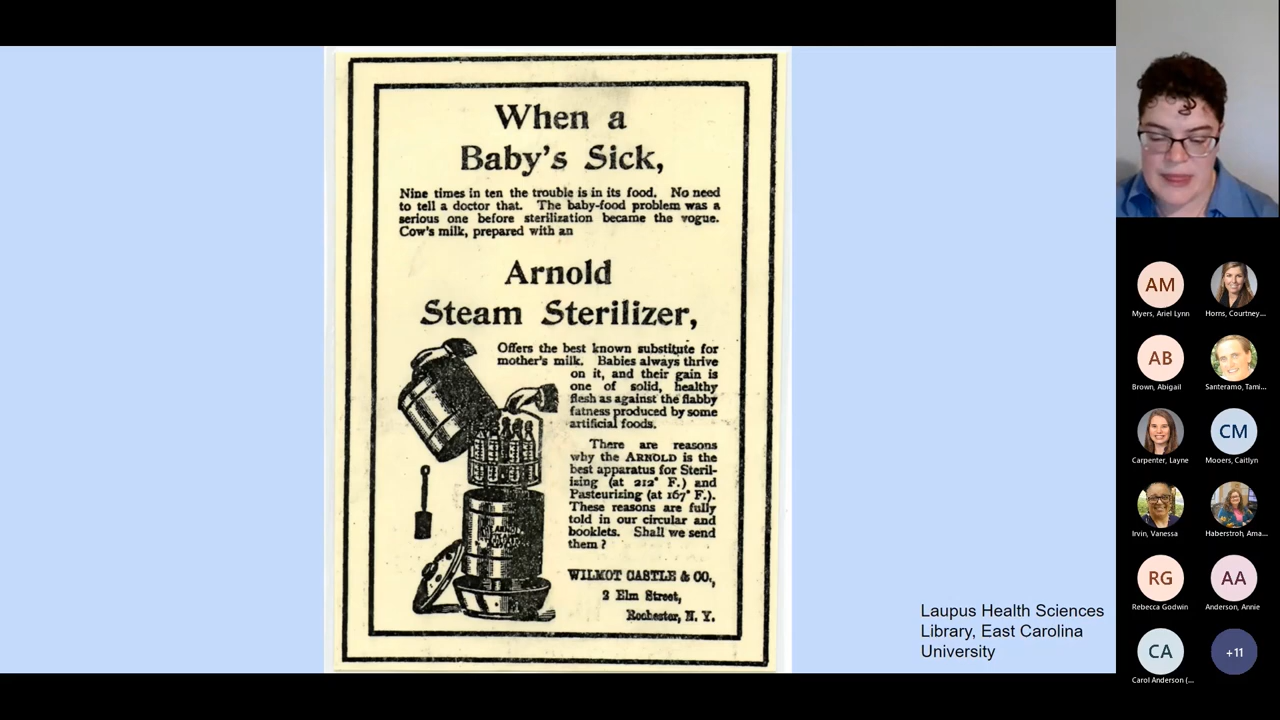 When a
Baby's Sick,
Nine times in ten the trouble is in its food. No need
to tell a doctor that. The baby-food problem was a
serious one before sterilization became the vogue.
Cow's milk, prepared with an
Arnold
Steam Sterilizer,
Offers the best known substitute for
mother's milk. Babies always thrive
on it, and their gain is
one of solid, healthy
flesh as against the flabby
fatness produced by some
artificial foods.
There are reasons
why the ARNOLD is the
best apparatus for Steril-
izing (at 212° F.) and
Pasteurizing (at 167° F.).
These reasons are fully
told in our circular and
booklets. Shall we send
them?
WILMOT CASTLE & CO.,
2 Elm Street,
Rochester, N. Y.
Laupus Health Sciences
Library, East Carolina
University
AM
Myers, Ariel Lynn
Horns, Courtney...
AB
Brown, Abigail
Santeramo, Tami...
Carpenter, Layne
CM
Mooers, Caitlyn
Irvin, Vanessa
Haberstroh, Ama...
RG
Rebecca Godwin
AA
Anderson, Annie
CA
Carol Anderson (...
+11